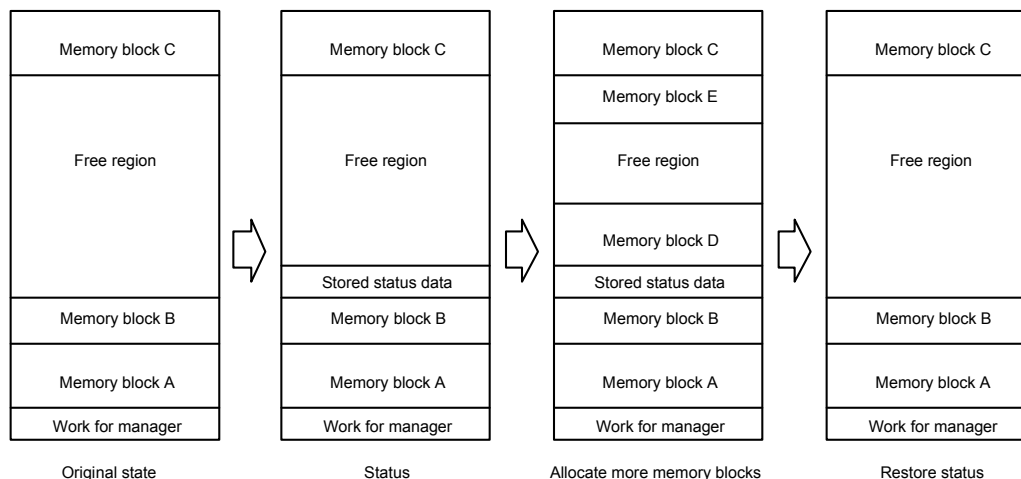 Memory block C
Free region
Memory block B
Memory block A
Work for manager
Original state
Memory block C
Free region
Stored status data
Memory block B
Memory block A
Work for manager
Status
Memory block C
Memory block E
Free region
Memory block D
Stored status data
Memory block B
Memory block A
Work for manager
Allocate more memory blocks
Memory block C
Free region
Memory block B
Memory block A
Work for manager
Restore status